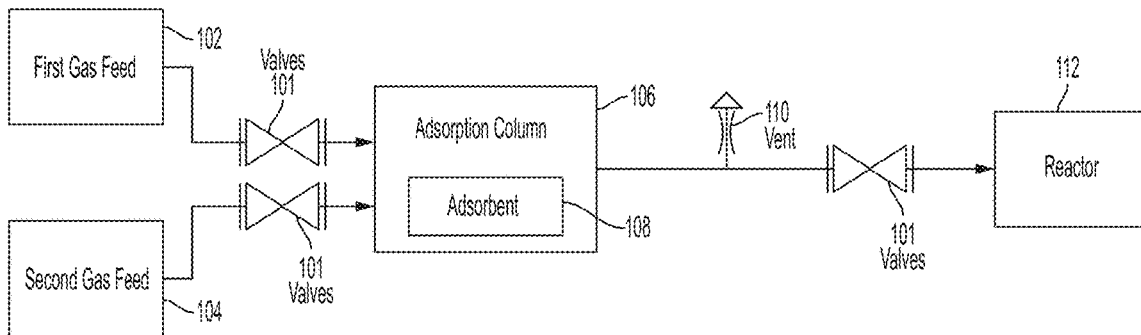 102
First Gas Feed
Valves
101
106
Adsorption Column
Adsorbent
108
110
Vent
112
Reactor
101
Valves
Second Gas Feed
104
101
Valves